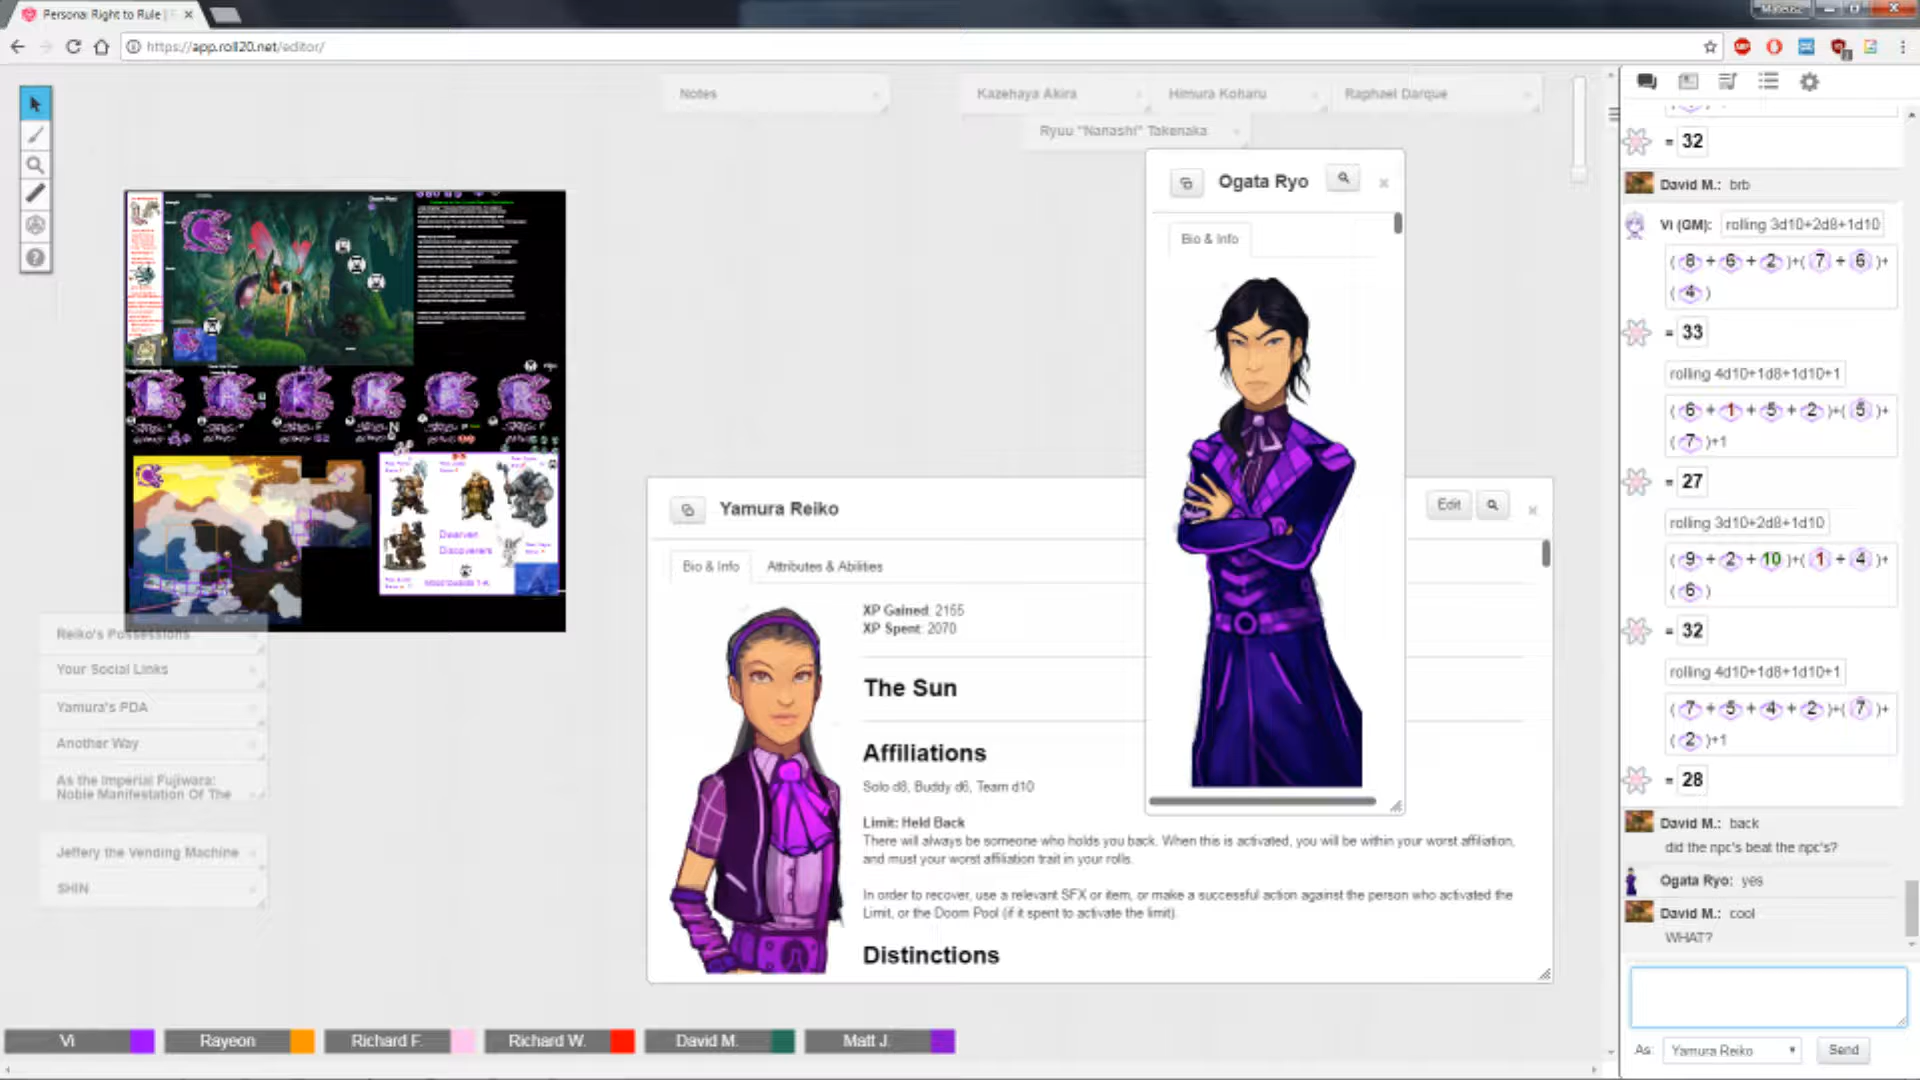 Personal Right to Rule |
https://app.roll20.net/editor/
Notes
Kazehaya Akira
Himura Koharu
Raphael Darque
Ryuu "Nanashi" Takenaka
Ogata Ryo
Bio & Info
Yamura Reiko
Edit
Bio & Info
Attributes & Abilities
XP Gained: 2155
XP Spent: 2070
The Sun
Affiliations
Solo d8, Buddy d6, Team d10
Limit: Held Back
There will always be someone who holds you back. When this is activated, you will be within your worst affiliation,
and must your worst affiliation trait in your rolls.
In order to recover, use a relevant SFX or item, or make a successful action against the person who activated the
Limit, or the Doom Pool (if it spent to activate the limit).
Distinctions
Doom Pool
Dwarven
Discoverers
Reiko's Possessions
Your Social Links
Yamura's PDA
Another Way
As the Imperial Fujiwara:
Noble Manifestation Of The
Jeffery the Vending Machine
SHIN
Vi
Rayeon
Richard F.
Richard W.
David M.
Matt J.
= 32
David M.: brb
Vi (GM): rolling 3d10+2d8+1d10
(8+6+2)+(7+6)+
(4)
= 33
rolling 4d10+1d8+1d10+1
(6+1+5+2)+(5)+
(7)+1
= 27
rolling 3d10+2d8+1d10
(9+2+10)+(1+4)+
(6)
= 32
rolling 4d10+1d8+1d10+1
(7+5+4+2)+(7)+
(2)+1
= 28
David M.: back
did the npc's beat the npc's?
Ogata Ryo: yes
David M.: cool
WHAT?
As: Yamura Reiko
Send